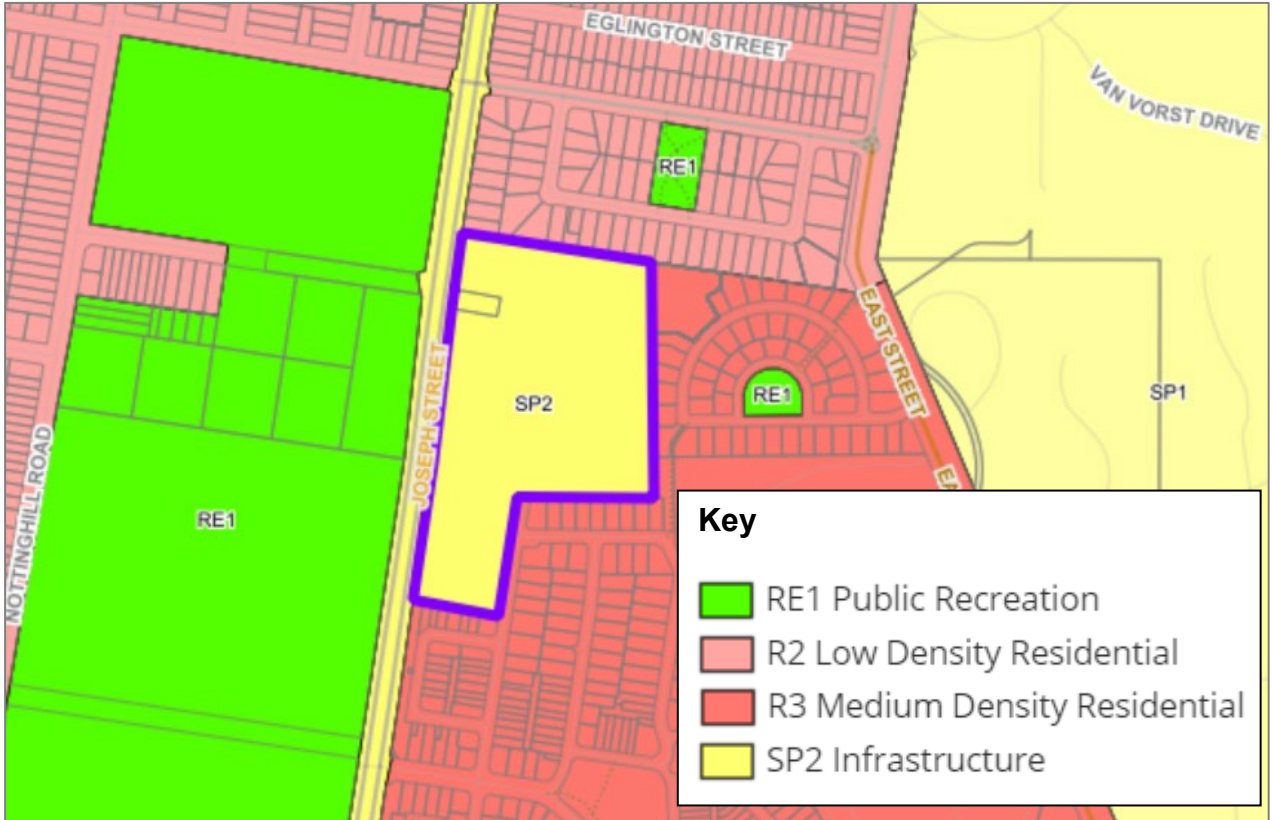 EGLINGTON STREET
VAN VORST DRIVE
RE1
EAST STREET
RE1
SP1
SP2
JOSEPH STREET
NOTTINGHILL ROAD
RE1
EA
Key
RE1 Public Recreation
R2 Low Density Residential
R3 Medium Density Residential
SP2 Infrastructure